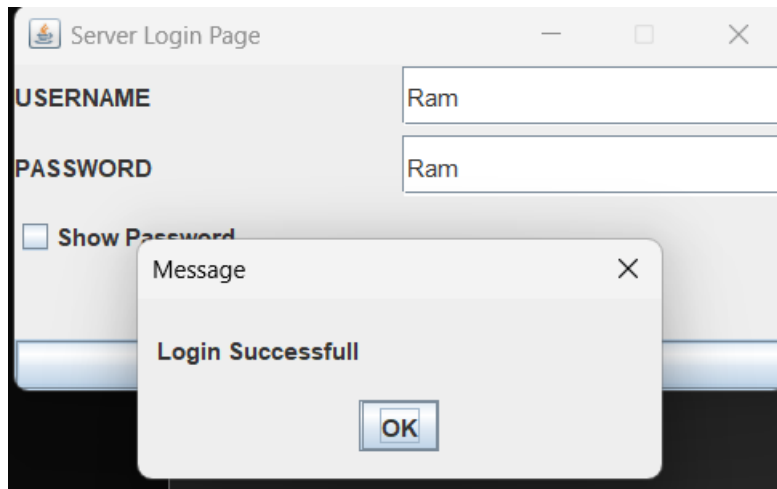 Server Login Page
USERNAME
Ram
PASSWORD
Ram
Show Password
Message
Login Successfull
OK